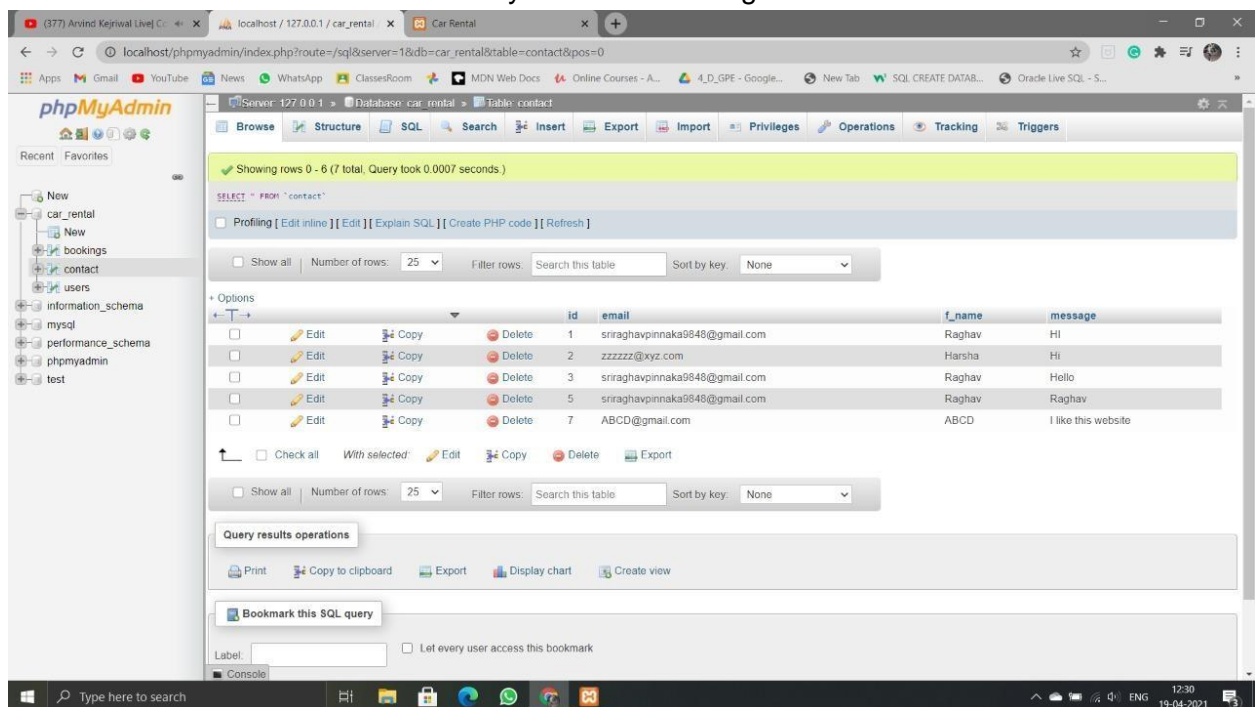 (377) Arvind Kejriwal Live| Co
localhost / 127.0.0.1 / car_rental /
Car Rental
localhost/phpmyadmin/index.php?route=/sql&server=1&db=car_rental&table=contact&pos=0
Apps Gmail YouTube News WhatsApp ClassesRoom MDN Web Docs Online Courses - A... 4_D_GPE - Google... New Tab SQL CREATE DATAB... Oracle Live SQL - S... »
phpMyAdmin
Recent Favorites
New
car_rental
New
bookings
contact
users
information_schema
mysql
performance_schema
phpmyadmin
test
Server: 127.0.0.1 » Database: car_rental » Table: contact
Browse Structure SQL Search Insert Export Import Privileges Operations Tracking Triggers
Showing rows 0 - 6 (7 total, Query took 0.0007 seconds.)
SELECT * FROM `contact`
Profiling [ Edit inline ] [ Edit ] [ Explain SQL ] [ Create PHP code ] [ Refresh ]
Show all | Number of rows: 25 Filter rows: Search this table Sort by key: None
+ Options
←T→ id email f_name message
Edit Copy Delete 1 sriraghavpinnaka9848@gmail.com Raghav HI
Edit Copy Delete 2 zzzzzz@xyz.com Harsha Hi
Edit Copy Delete 3 sriraghavpinnaka9848@gmail.com Raghav Hello
Edit Copy Delete 5 sriraghavpinnaka9848@gmail.com Raghav Raghav
Edit Copy Delete 7 ABCD@gmail.com ABCD I like this website
Check all With selected: Edit Copy Delete Export
Show all | Number of rows: 25 Filter rows: Search this table Sort by key: None
Query results operations
Print Copy to clipboard Export Display chart Create view
Bookmark this SQL query
Label: Let every user access this bookmark
Console
Type here to search
ENG
12:30
19-04-2021
3